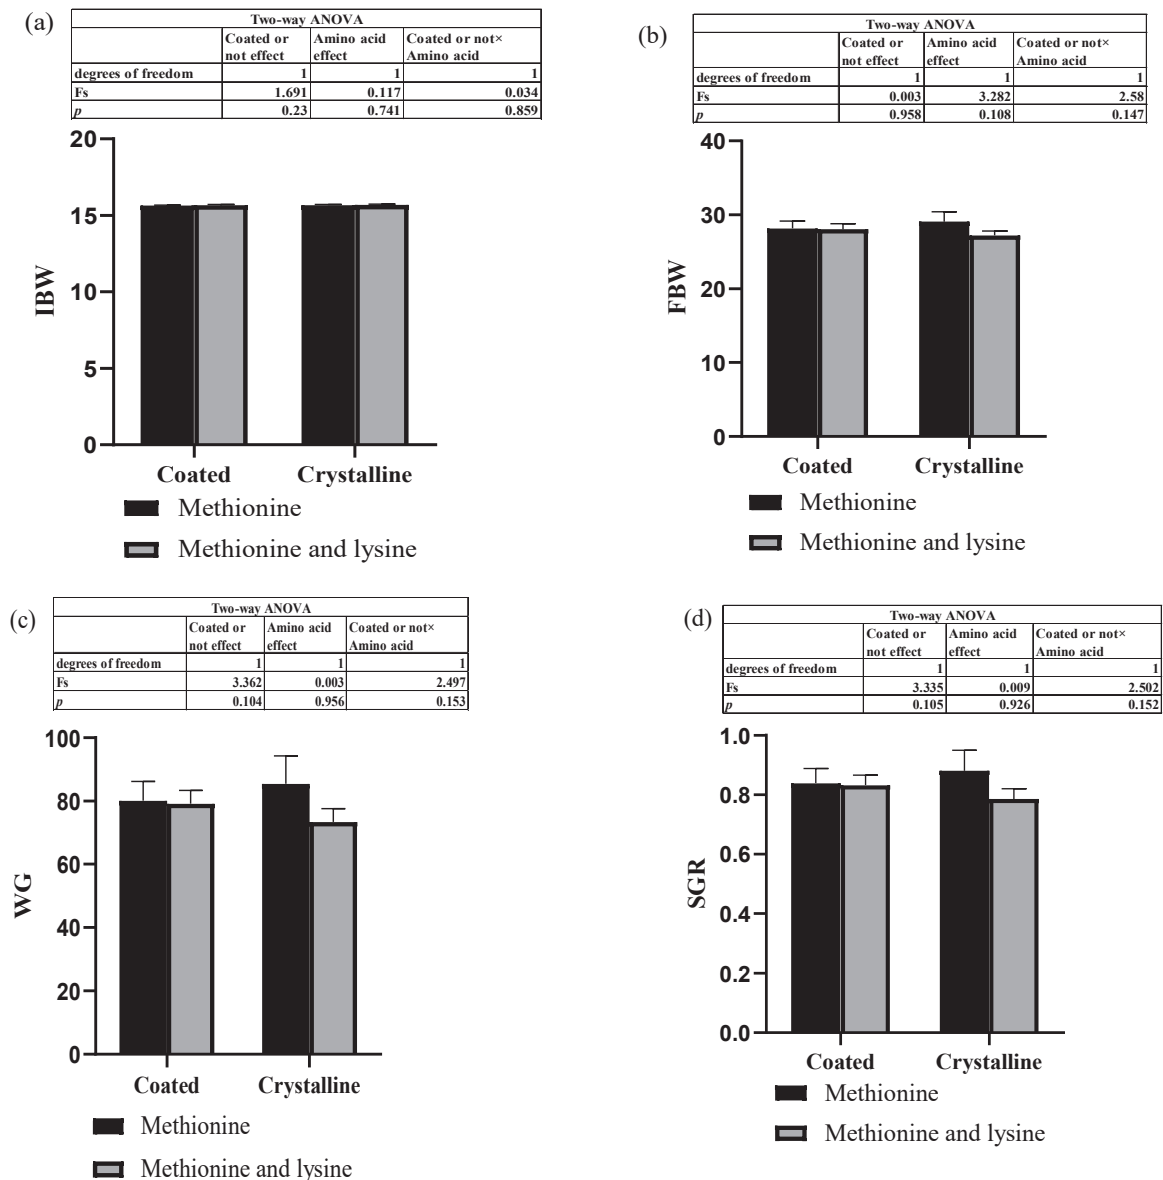 (a)
Two-way ANOVA
Coated or not effect Amino acid effect Coated or not× Amino acid
degrees of freedom 1 1 1
Fs 1.691 0.117 0.034
p 0.23 0.741 0.859
20
15
10
5
0
IBW
Coated Crystalline
Methionine
Methionine and lysine
(b)
Two-way ANOVA
Coated or not effect Amino acid effect Coated or not× Amino acid
degrees of freedom 1 1 1
Fs 0.003 3.282 2.58
p 0.958 0.108 0.147
40
30
20
10
0
FBW
Coated Crystalline
Methionine
Methionine and lysine
(c)
Two-way ANOVA
Coated or not effect Amino acid effect Coated or not× Amino acid
degrees of freedom 1 1 1
Fs 3.362 0.003 2.497
p 0.104 0.956 0.153
100
80
60
40
20
0
WG
Coated Crystalline
Methionine
Methionine and lysine
(d)
Two-way ANOVA
Coated or not effect Amino acid effect Coated or not× Amino acid
degrees of freedom 1 1 1
Fs 3.335 0.009 2.502
p 0.105 0.926 0.152
1.0
0.8
0.6
0.4
0.2
0.0
SGR
Coated Crystalline
Methionine
Methionine and lysine